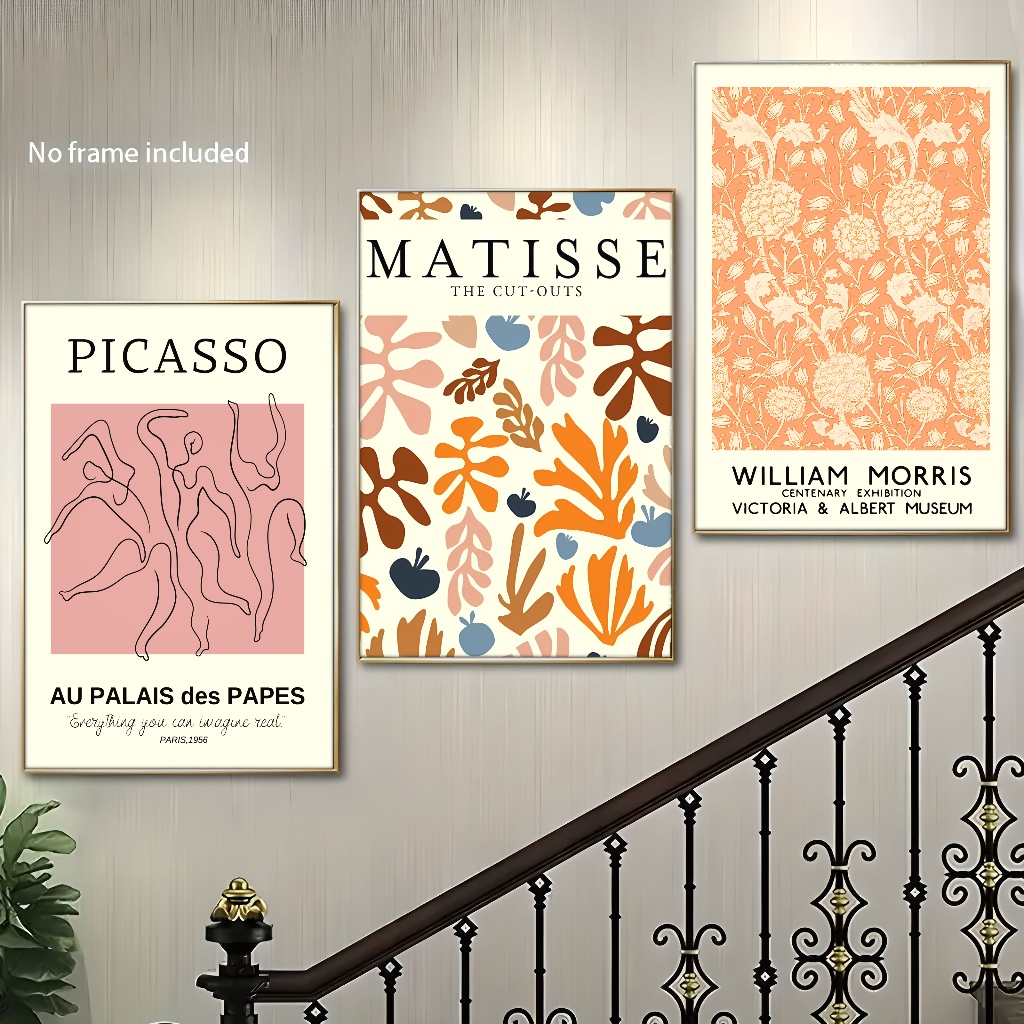 No frame included
PICASSO
AU PALAIS des PAPES
"Everything you can imagine real."
PARIS,1956
MATISSE
THE CUT-OUTS
WILLIAM MORRIS
CENTENARY EXHIBITION
VICTORIA & ALBERT MUSEUM